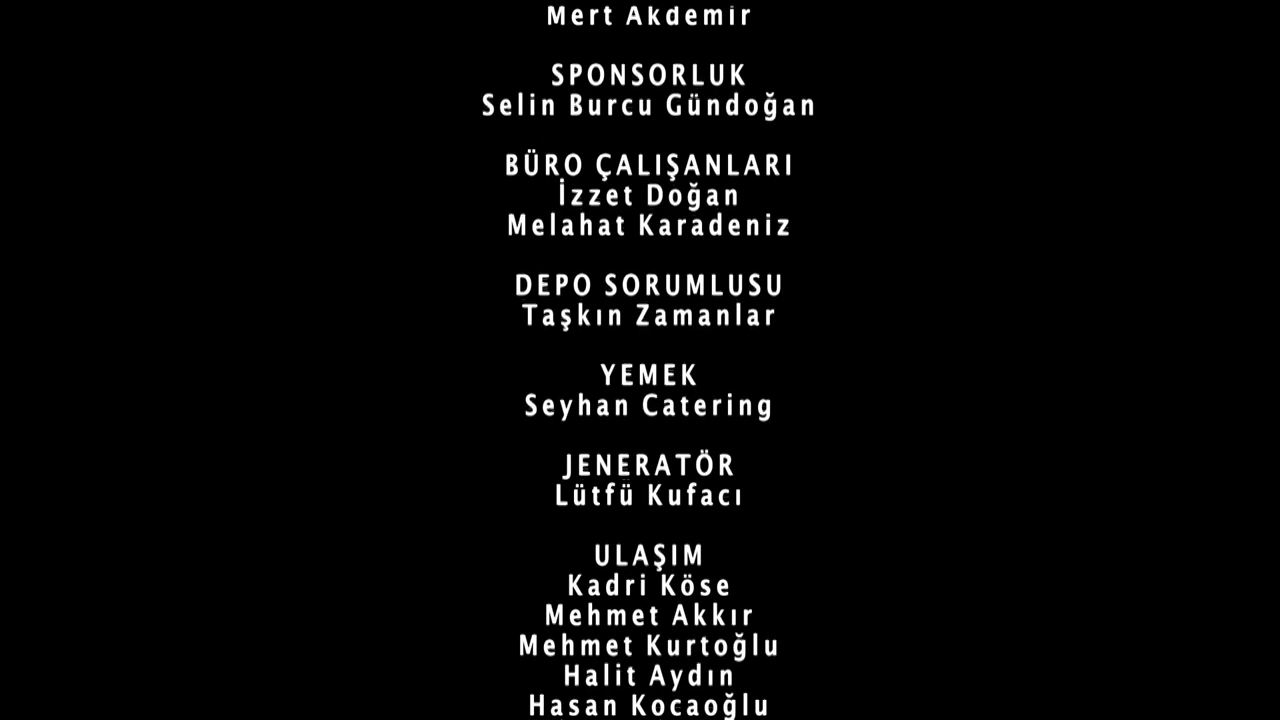 Mert Akdemir
SPONSORLUK
Selin Burcu Gündoğan
BÜRO ÇALIŞANLARI
İzzet Doğan
Melahat Karadeniz
DEPO SORUMLUSU
Taşkın Zamanlar
YEMEK
Seyhan Catering
JENERATÖR
Lütfü Kufacı
ULAŞIM
Kadri Köse
Mehmet Akkır
Mehmet Kurtoğlu
Halit Aydın
Hasan Kocaoğlu